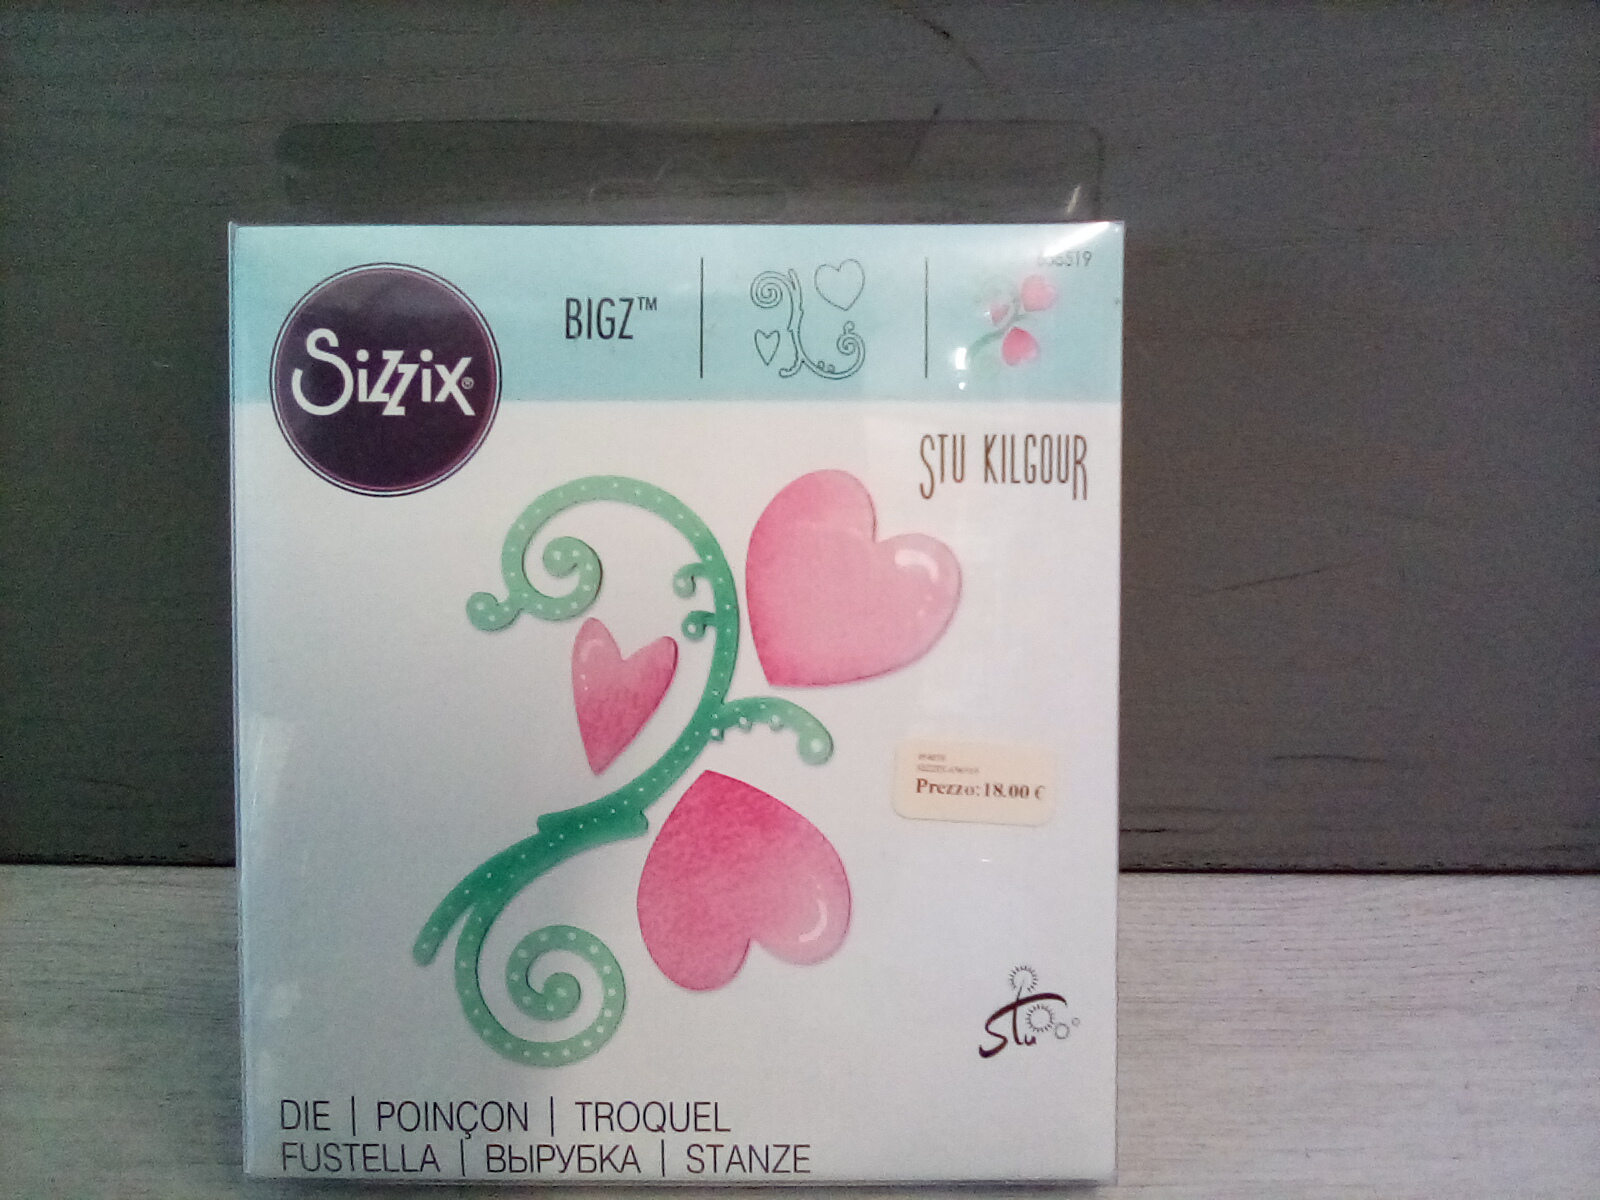 Sizzix®
BIGZ™
STU KILGOUR
Prezzo: 18.00 €
Stu
DIE | POINÇON | TROQUEL
FUSTELLA | ВЫРУБКА | STANZE